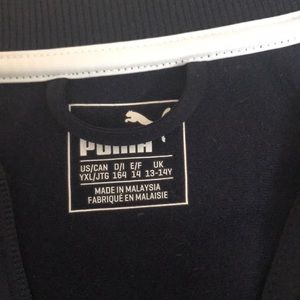 PUMA
US/CAN D/I E/F UK
YXL/JTG 164 14 13-14Y
MADE IN MALAYSIA
FABRIQUÉ EN MALAISIE